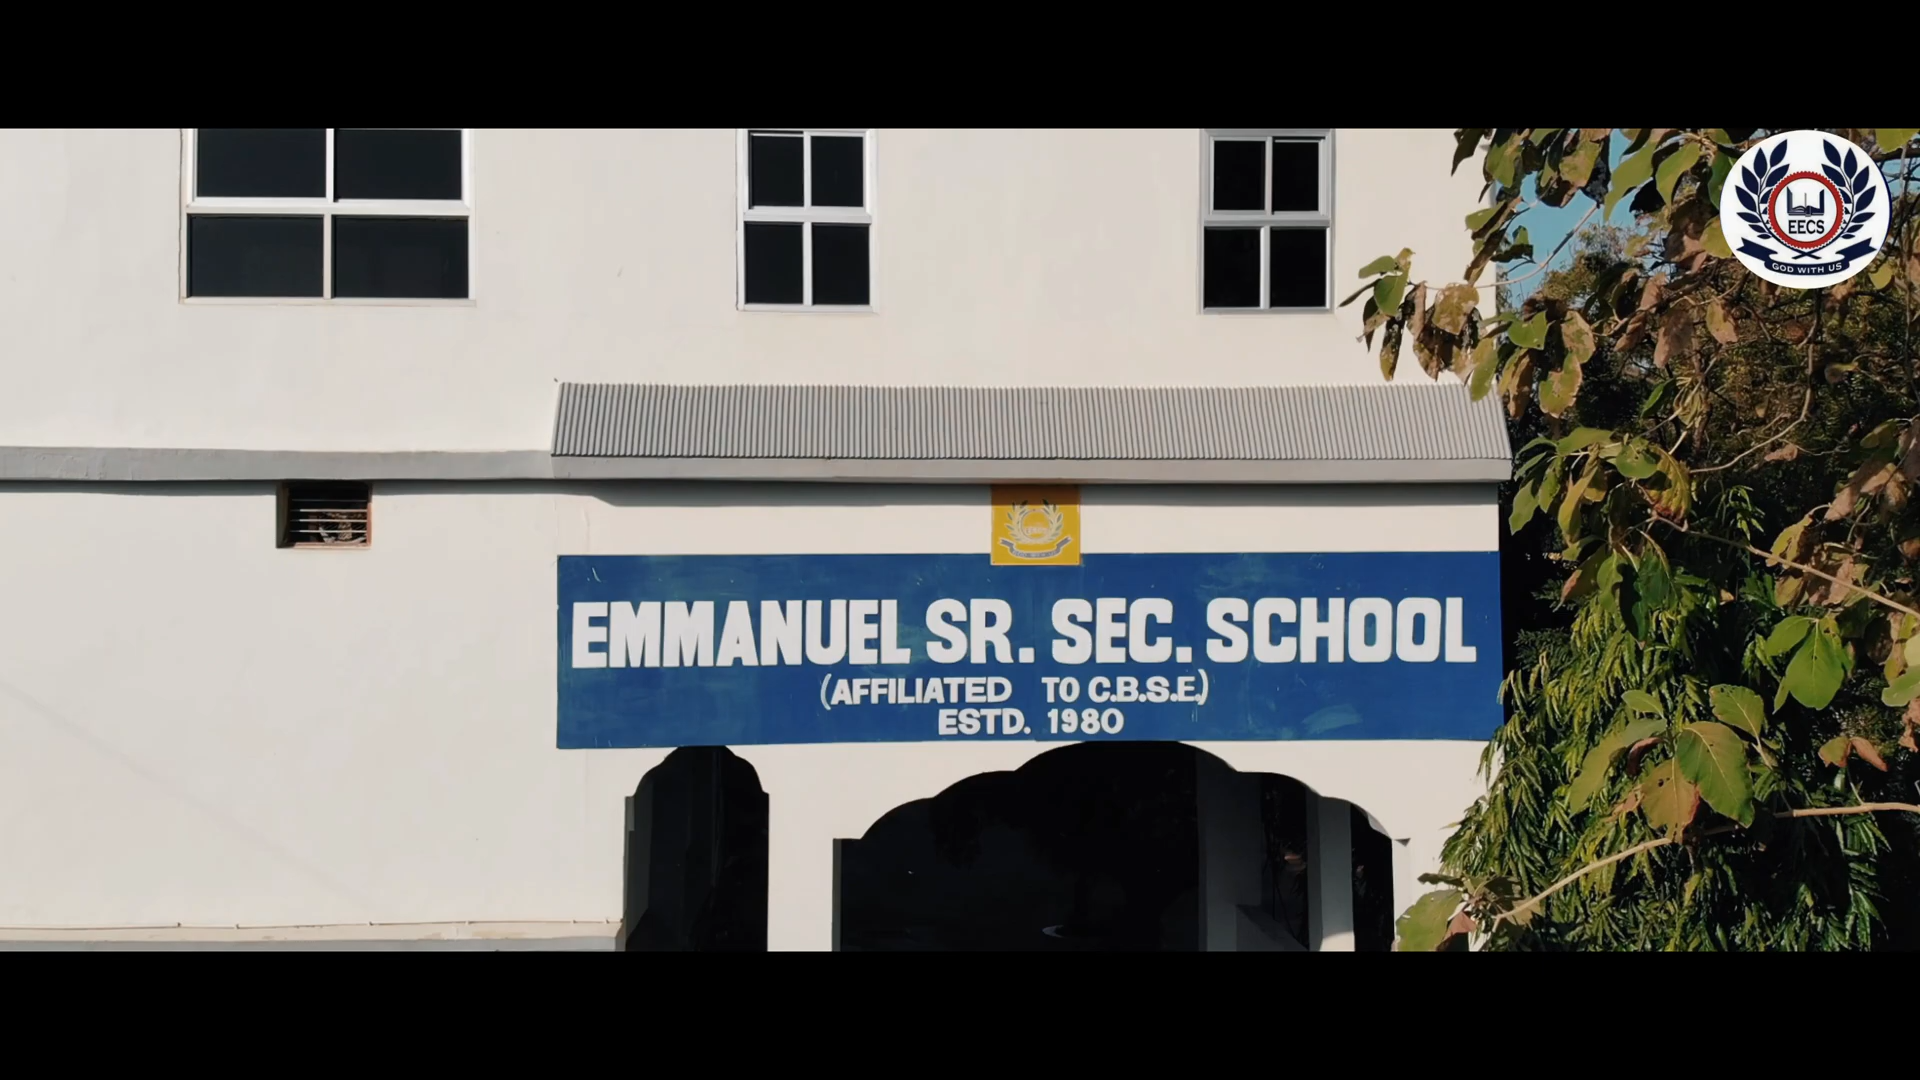 EECS
GOD WITH US
EMMANUEL SR. SEC. SCHOOL
(AFFILIATED TO C.B.S.E.)
ESTD. 1980